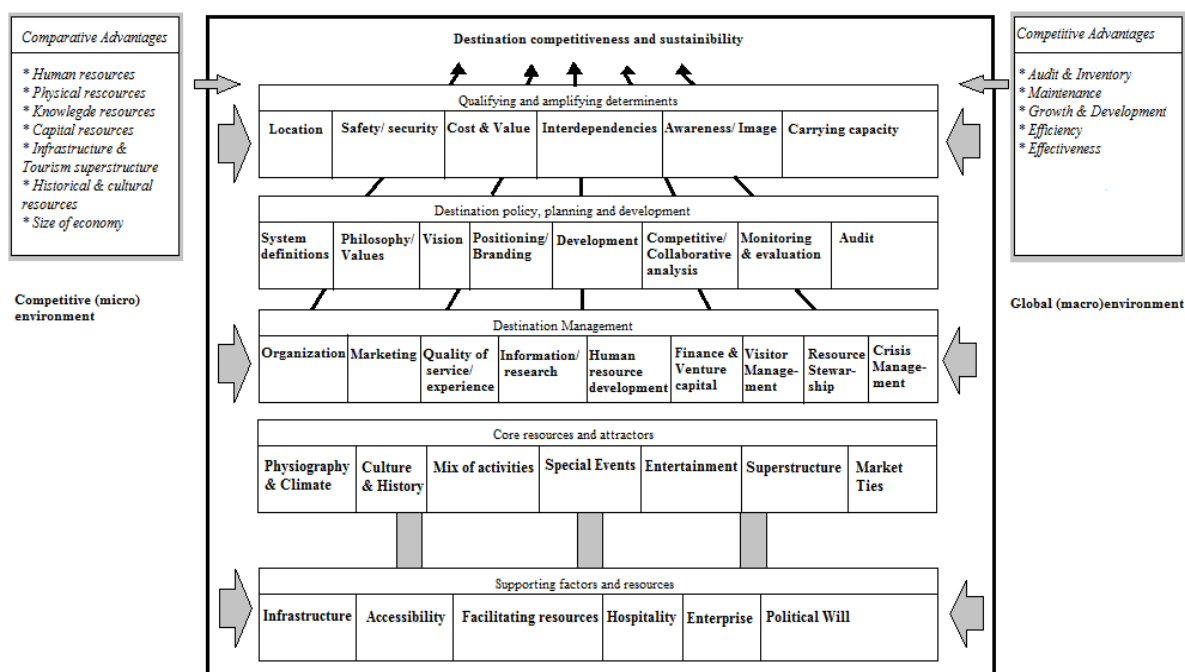 Comparative Advantages
* Human resources
* Physical rescources
* Knowlegde resources
* Capital resources
* Infrastructure &
Tourism superstructure
* Historical & cultural
resources
* Size of economy
Competitive (micro)
environment
Destination competitiveness and sustainibility
Qualifying and amplifying determinents
Location
Safety/ security
Cost & Value
Interdependencies
Awareness/ Image
Carrying capacity
Destination policy, planning and development
System
definitions
Philosophy/
Values
Vision
Positioning/
Branding
Development
Competitive/
Collaborative
analysis
Monitoring
& evaluation
Audit
Destination Management
Organization
Marketing
Quality of
service/
experience
Information/
research
Human
resource
development
Finance &
Venture
capital
Visitor
Manage-
ment
Resource
Stewar-
ship
Crisis
Manage-
ment
Core resources and attractors
Physiography
& Climate
Culture
& History
Mix of activities
Special Events
Entertainment
Superstructure
Market
Ties
Supporting factors and resources
Infrastructure
Accessibility
Facilitating resources
Hospitality
Enterprise
Political Will
Competitive Advantages
* Audit & Inventory
* Maintenance
* Growth & Development
* Efficiency
* Effectiveness
Global (macro)environment